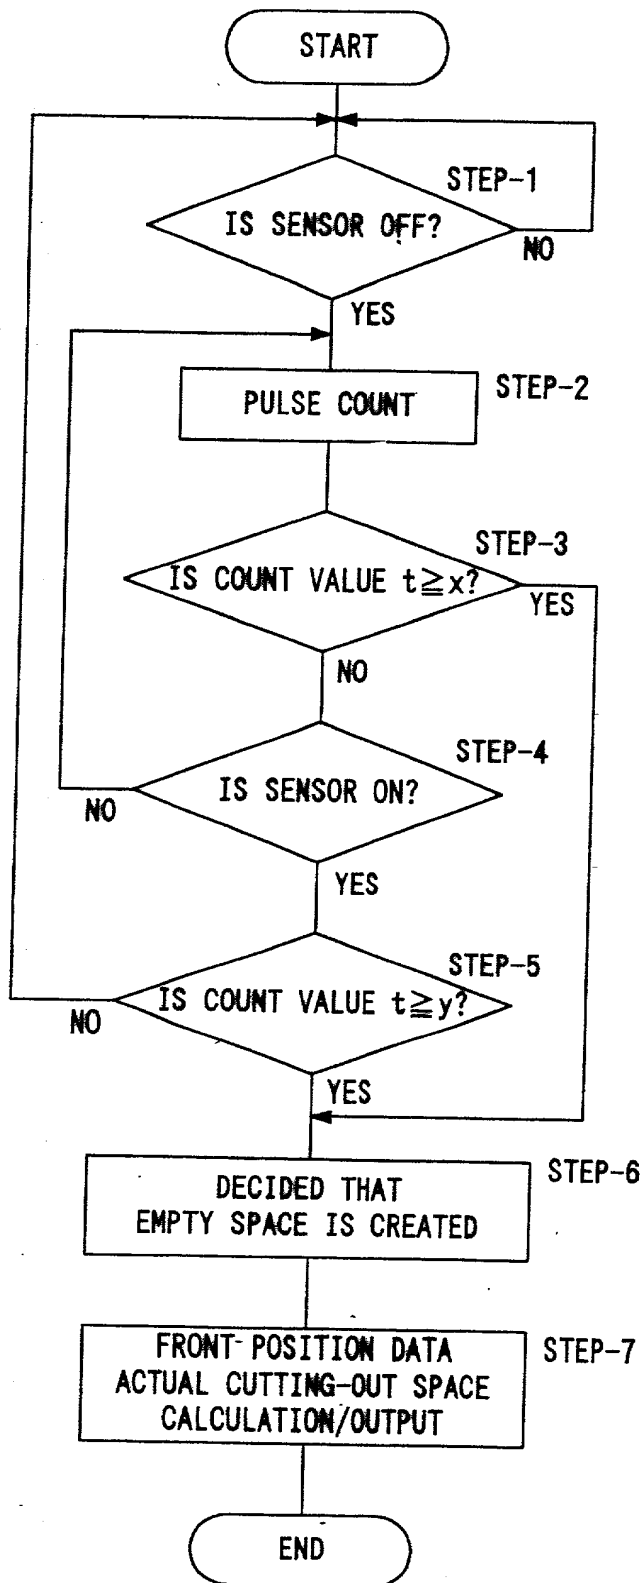 START
STEP-1
IS SENSOR OFF?
NO
YES
STEP-2
PULSE COUNT
STEP-3
IS COUNT VALUE t≧x?
YES
NO
STEP-4
IS SENSOR ON?
NO
YES
STEP-5
IS COUNT VALUE t≧y?
NO
YES
STEP-6
DECIDED THAT
EMPTY SPACE IS CREATED
STEP-7
FRONT POSITION DATA
ACTUAL CUTTING-OUT SPACE
CALCULATION/OUTPUT
END